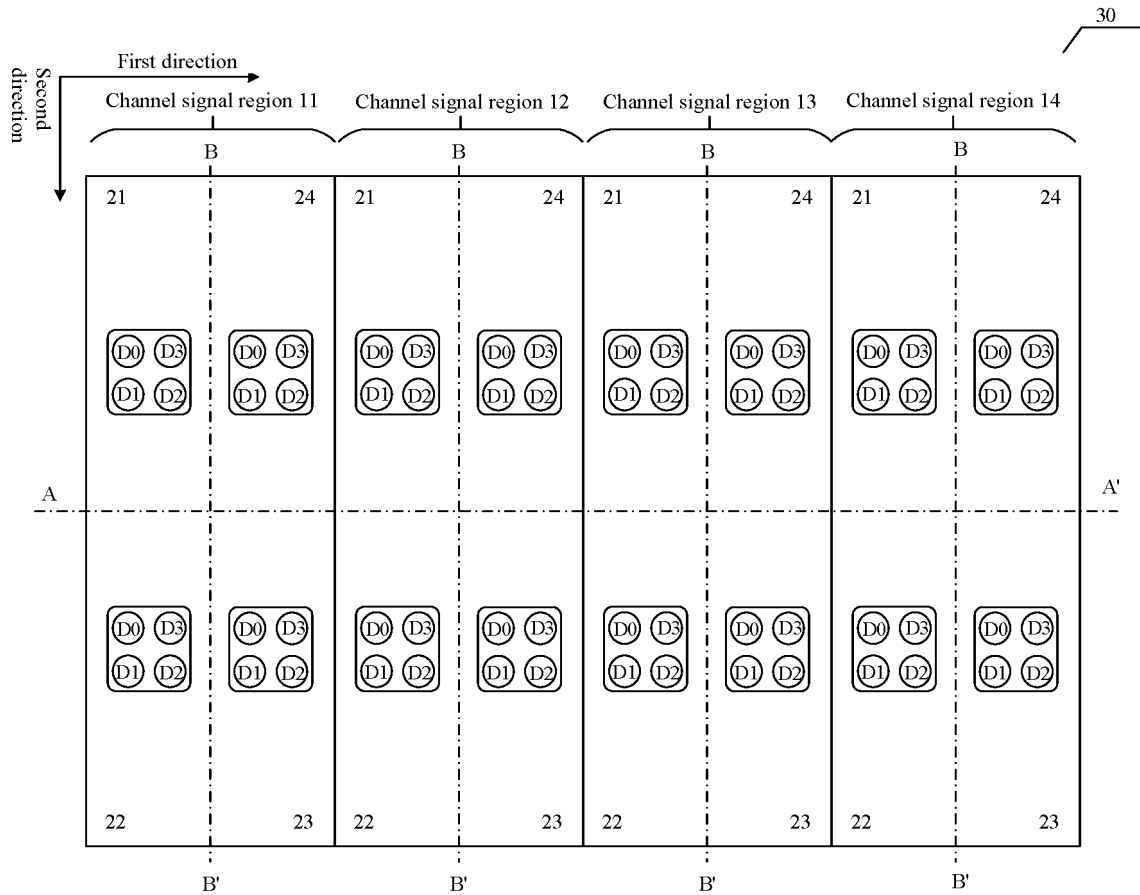 30
First direction
Second direction
Channel signal region 11 Channel signal region 12 Channel signal region 13 Channel signal region 14
B B B B
21 24 21 24 21 24 21 24
D0 D3 D0 D3 D0 D3 D0 D3 D0 D3 D0 D3 D0 D3 D0 D3
D1 D2 D1 D2 D1 D2 D1 D2 D1 D2 D1 D2 D1 D2 D1 D2
A A'
D0 D3 D0 D3 D0 D3 D0 D3 D0 D3 D0 D3 D0 D3 D0 D3
D1 D2 D1 D2 D1 D2 D1 D2 D1 D2 D1 D2 D1 D2 D1 D2
22 23 22 23 22 23 22 23
B' B' B' B'